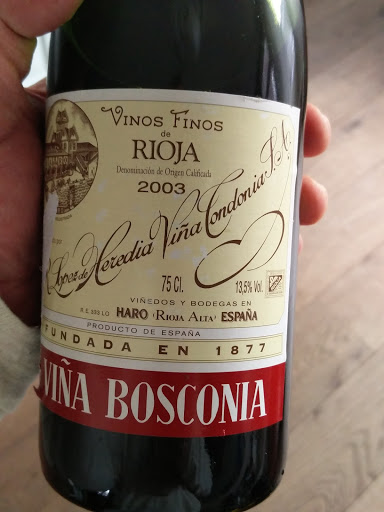 VINOS FINOS
de
RIOJA
Denominación de Origen Calificada
2003
Lopez de Heredia Viña Tondonia S.A.
75 Cl.
13,5% Vol.
VIÑEDOS Y BODEGAS EN
HARO (RIOJA ALTA) ESPAÑA
PRODUCTO DE ESPAÑA
FUNDADA EN 1877
VIÑA BOSCONIA